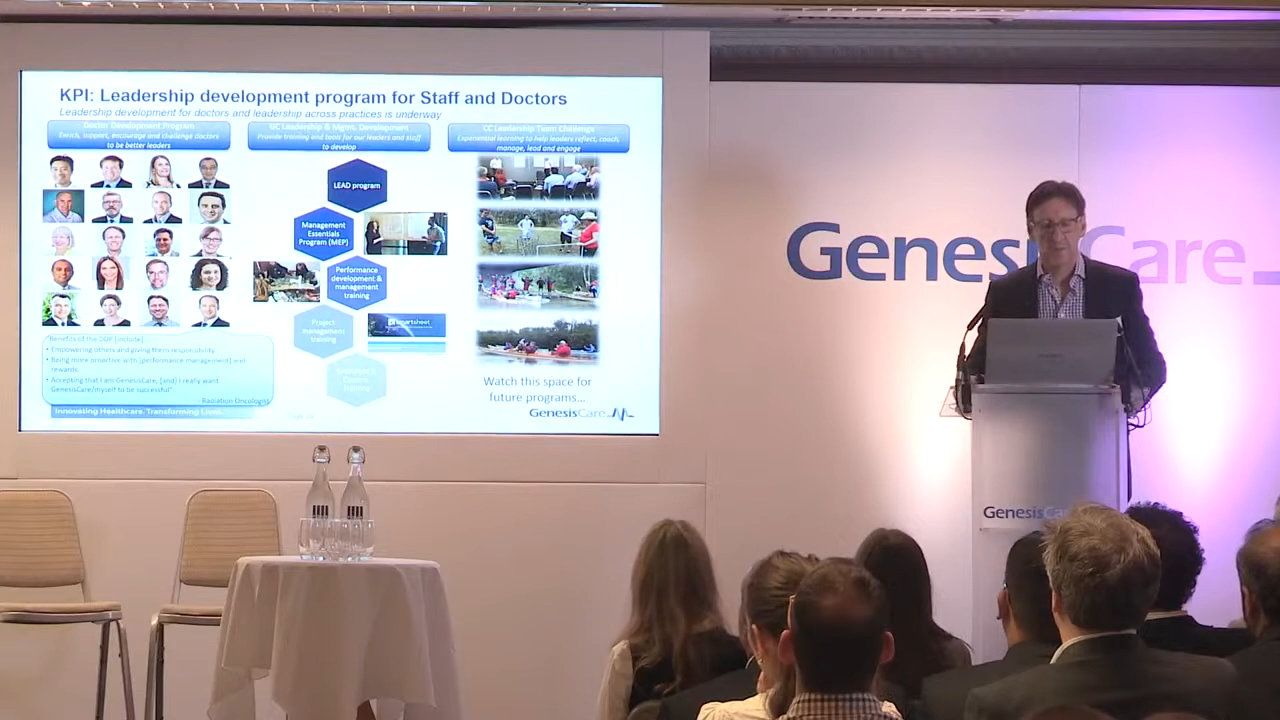 KPI: Leadership development program for Staff and Doctors
Leadership development for doctors and leadership across practices is underway
Doctor Development Program
Enrich, support, encourage and challenge doctors
to be better leaders
GC Leadership & Mgmt. Development
Provide training and tools for our leaders and staff
to develop
CC Leadership Team Challenge
Experiential learning to help leaders reflect, coach,
manage, lead and engage
LEAD program
Management
Essentials
Program (MEP)
Performance
development &
management
training
Project
management
training
smartsheet
"Benefits of the DDP [include]:
• Empowering others and giving them responsibility.
• Being more proactive with [performance management] and
rewards.
• Accepting that I am GenesisCare, [and] I really want
GenesisCare/myself to be successful"
- Radiation Oncologist
Watch this space for
future programs...
Innovating Healthcare. Transforming Lives.
GenesisCare
GenesisCare
GenesisCare